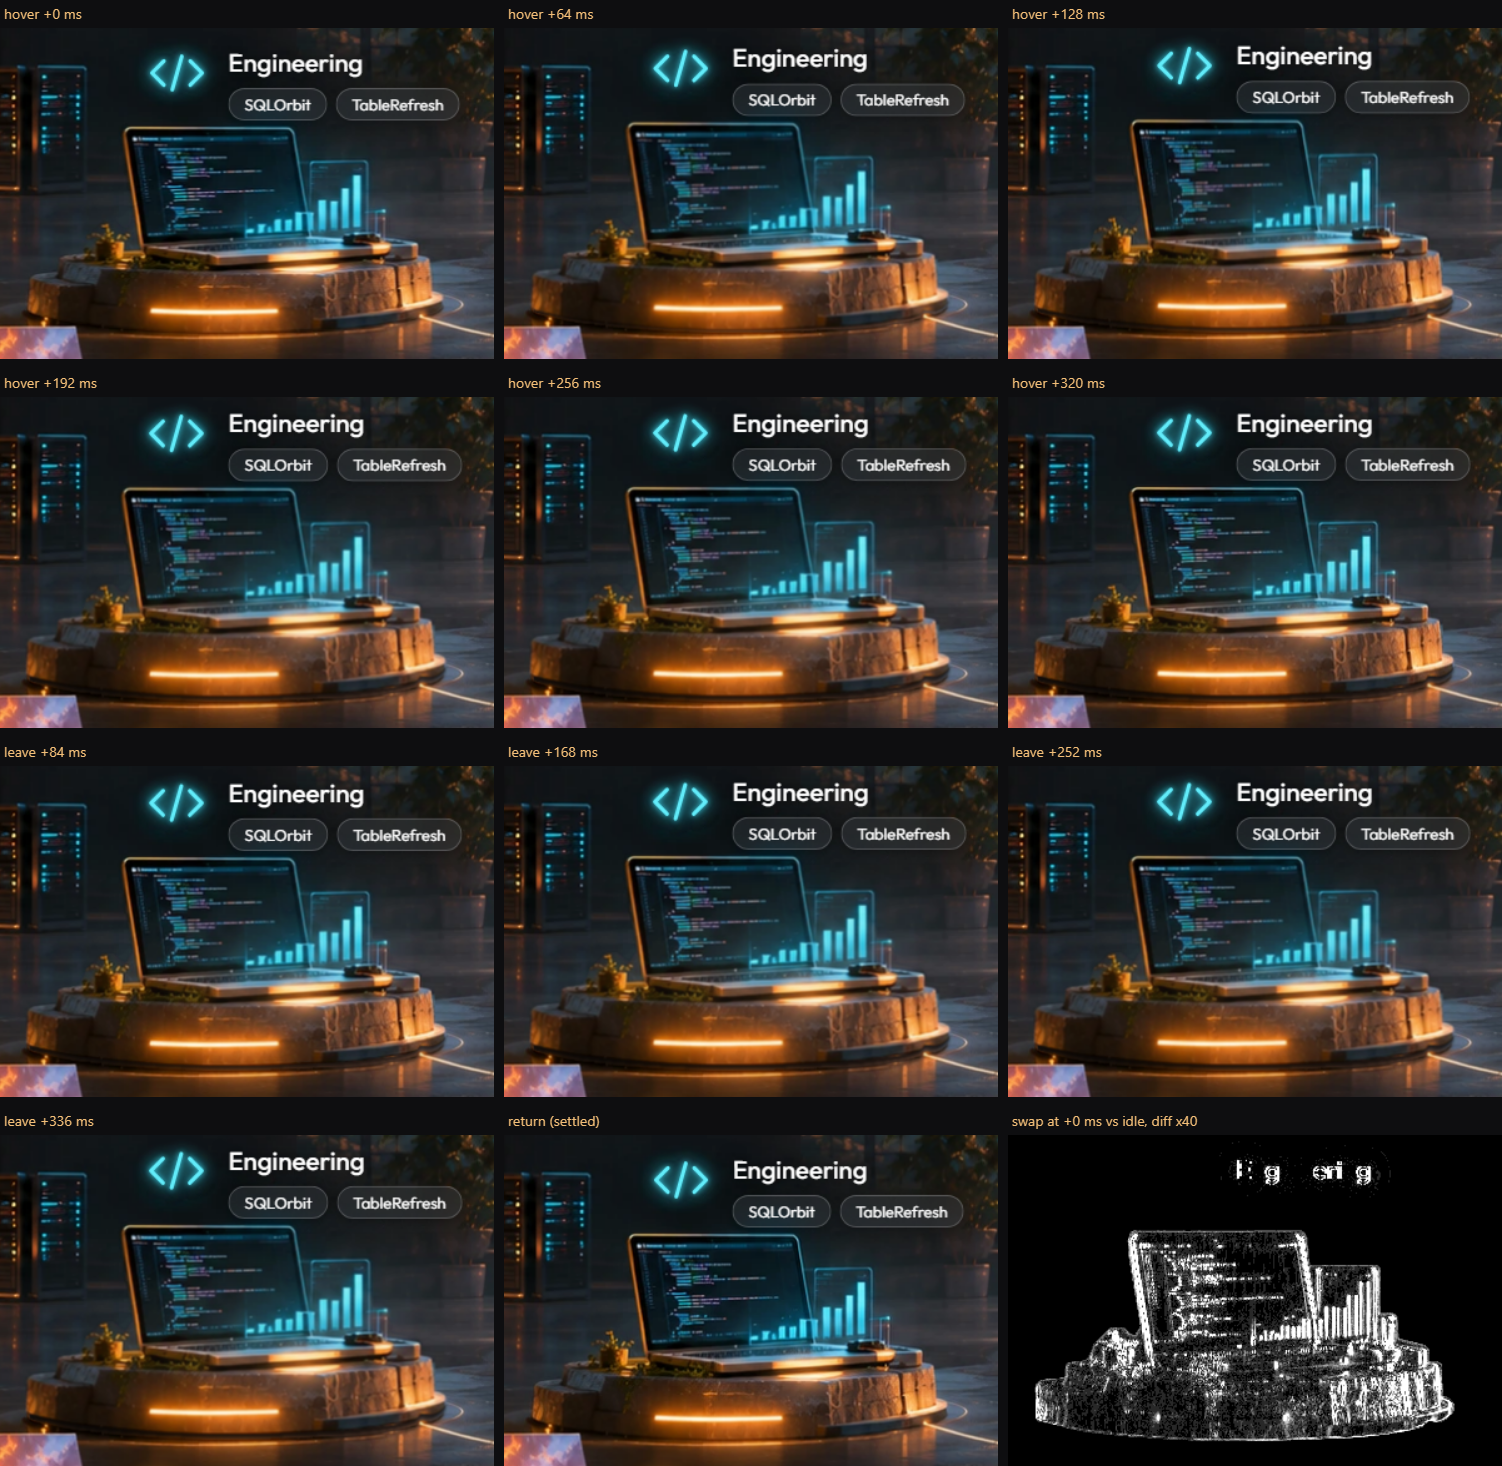 hover +0 ms
hover +64 ms
hover +128 ms
</> Engineering
SQLOrbit TableRefresh
</> Engineering
SQLOrbit TableRefresh
</> Engineering
SQLOrbit TableRefresh
hover +192 ms
hover +256 ms
hover +320 ms
</> Engineering
SQLOrbit TableRefresh
</> Engineering
SQLOrbit TableRefresh
</> Engineering
SQLOrbit TableRefresh
leave +84 ms
leave +168 ms
leave +252 ms
</> Engineering
SQLOrbit TableRefresh
</> Engineering
SQLOrbit TableRefresh
</> Engineering
SQLOrbit TableRefresh
leave +336 ms
return (settled)
swap at +0 ms vs idle, diff x40
</> Engineering
SQLOrbit TableRefresh
</> Engineering
SQLOrbit TableRefresh